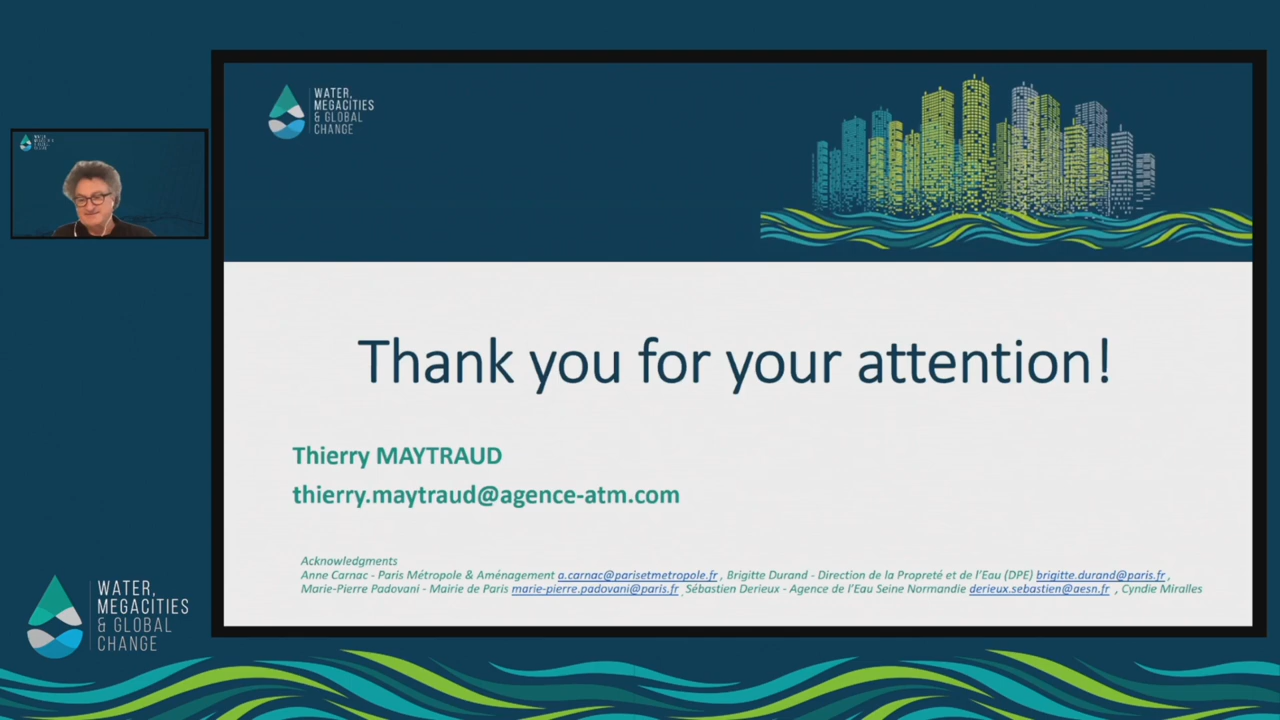 WATER,
MEGACITIES
& GLOBAL
CHANGE
Thank you for your attention!
Thierry MAYTRAUD
thierry.maytraud@agence-atm.com
Acknowledgments
Anne Carnac - Paris Métropole & Aménagement a.carnac@parisetmetropole.fr , Brigitte Durand - Direction de la Propreté et de l'Eau (DPE) brigitte.durand@paris.fr ,
Marie-Pierre Padovani - Mairie de Paris marie-pierre.padovani@paris.fr , Sébastien Derieux - Agence de l'Eau Seine Normandie derieux.sebastien@aesn.fr , Cyndie Miralles
WATER,
MEGACITIES
& GLOBAL
CHANGE